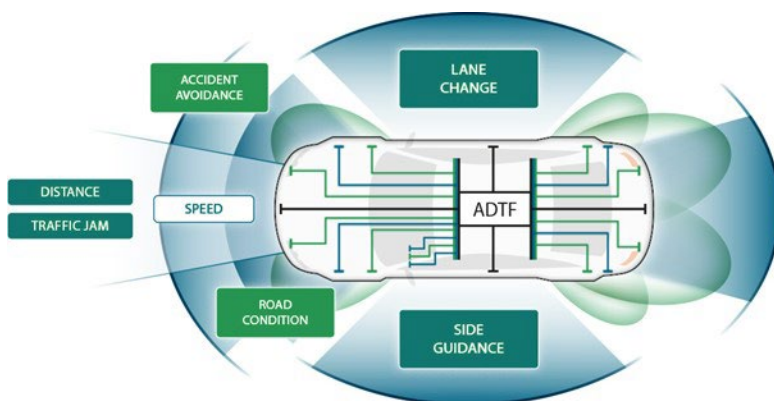 ACCIDENT
AVOIDANCE
LANE
CHANGE
DISTANCE
TRAFFIC JAM
SPEED
ADTF
ROAD
CONDITION
SIDE
GUIDANCE